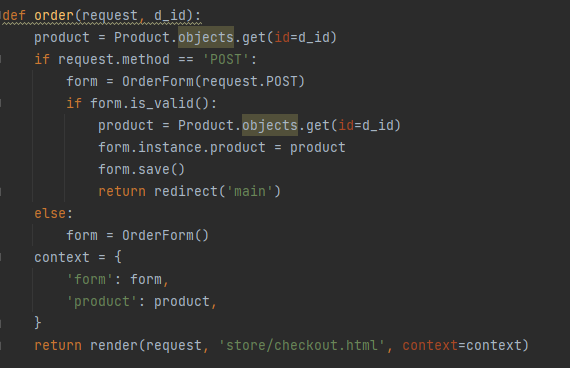 def order(request, d_id):
    product = Product.objects.get(id=d_id)
    if request.method == 'POST':
        form = OrderForm(request.POST)
        if form.is_valid():
            product = Product.objects.get(id=d_id)
            form.instance.product = product
            form.save()
            return redirect('main')
    else:
        form = OrderForm()
    context = {
        'form': form,
        'product': product,
    }
    return render(request, 'store/checkout.html', context=context)